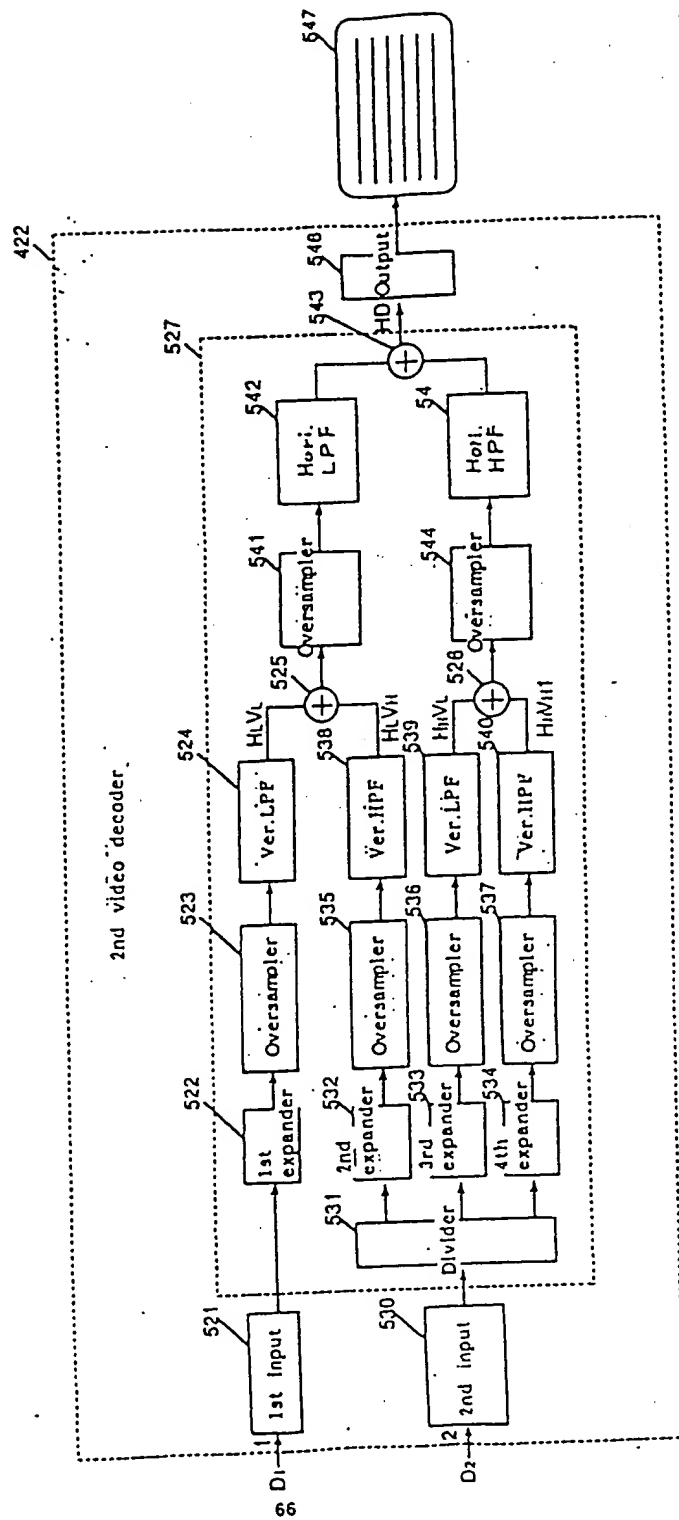 2nd video decoder
422
527
D1
1
521
1st Input
522
1st expander
523
Oversampler
524
Ver.LPF
HLVL
525
541
Oversampler
542
Hori. LPF
543
HD Output
546
547
D2
2
530
2nd input
531
Divider
532
2nd expander
535
Oversampler
538
Ver.HPF
HLVH
533
3rd expander
536
Oversampler
539
Ver.LPF
HHVL
526
544
Oversampler
54
Hori. HPF
534
4th expander
537
Oversampler
540
Ver.HPF
66